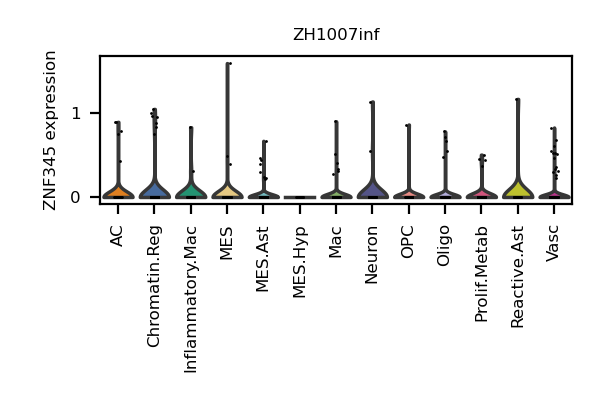 ZH1007inf
ZNF345 expression
1
0
AC
Chromatin.Reg
Inflammatory.Mac
MES
MES.Ast
MES.Hyp
Mac
Neuron
OPC
Oligo
Prolif.Metab
Reactive.Ast
Vasc